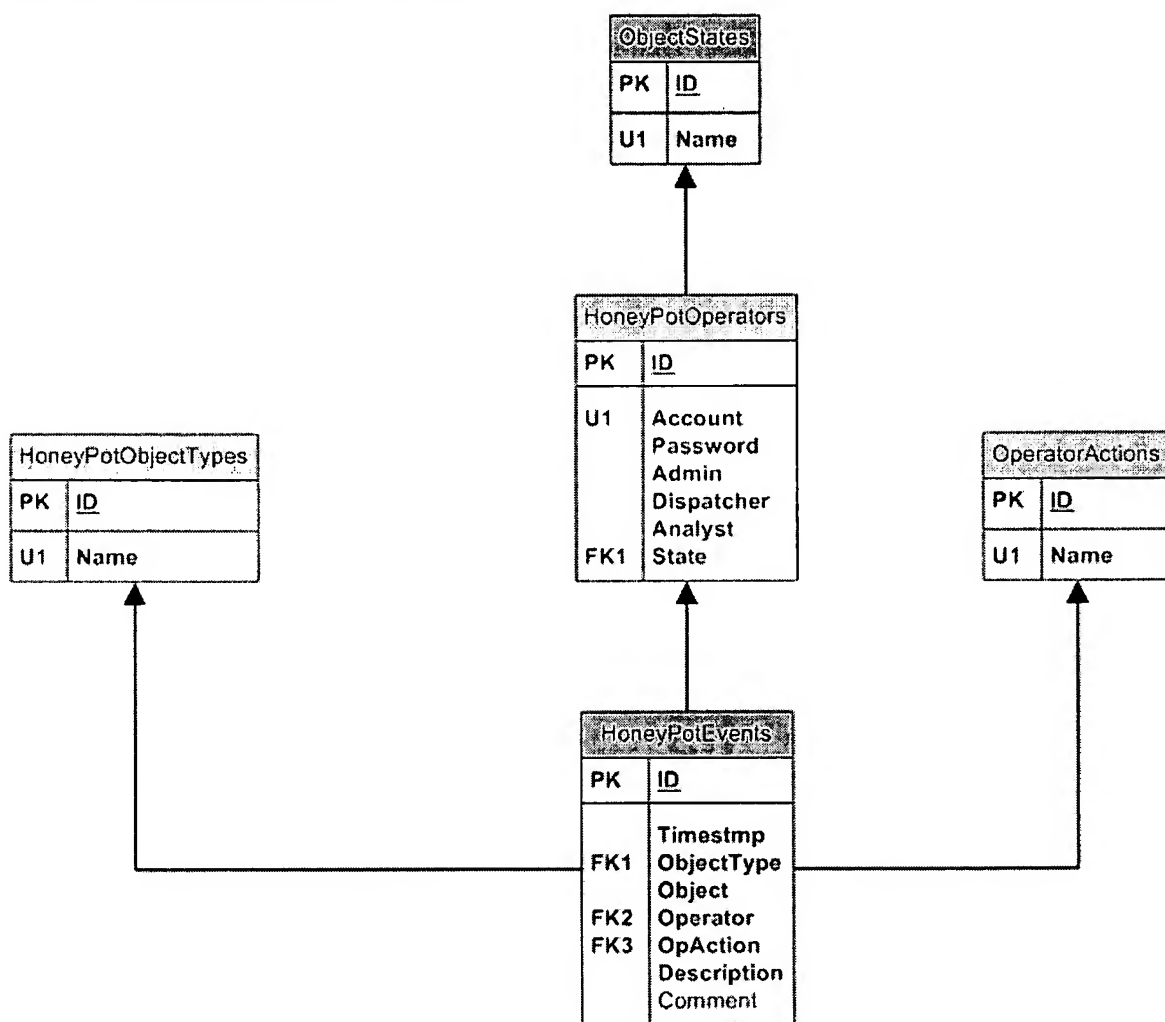 ObjectStates
PK ID
U1 Name
HoneyPotOperators
PK ID
U1 Account
Password
Admin
Dispatcher
Analyst
FK1 State
HoneyPotObjectTypes
PK ID
U1 Name
OperatorActions
PK ID
U1 Name
HoneyPotEvents
PK ID
Timestmp
FK1 ObjectType
Object
FK2 Operator
FK3 OpAction
Description
Comment